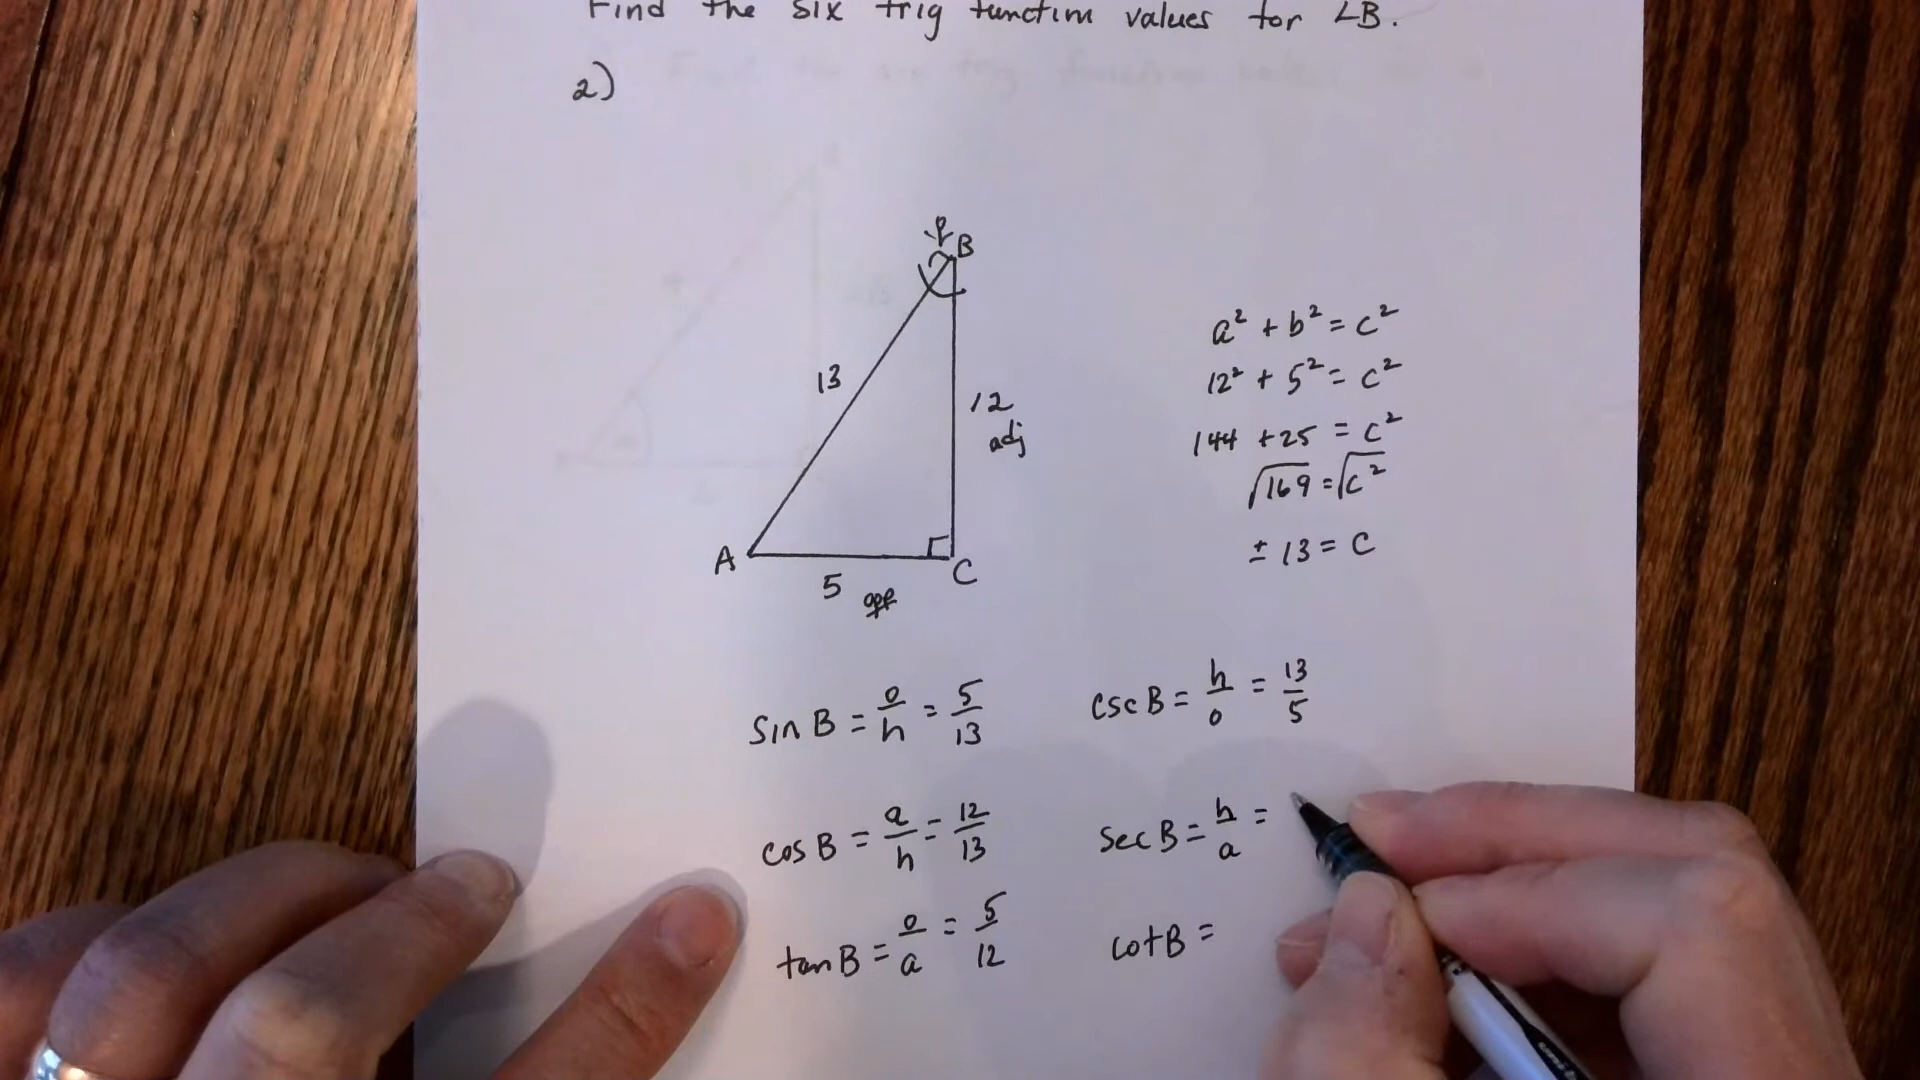 Find the six trig function values for ∠B.
2)
B
13
12
adj
A
5 opp
C
a² + b² = c²
12² + 5² = c²
144 + 25 = c²
√169 = √c²
± 13 = C
sin B = o/h = 5/13
csc B = h/o = 13/5
cos B = a/h = 12/13
sec B = h/a =
tan B = o/a = 5/12
cot B =